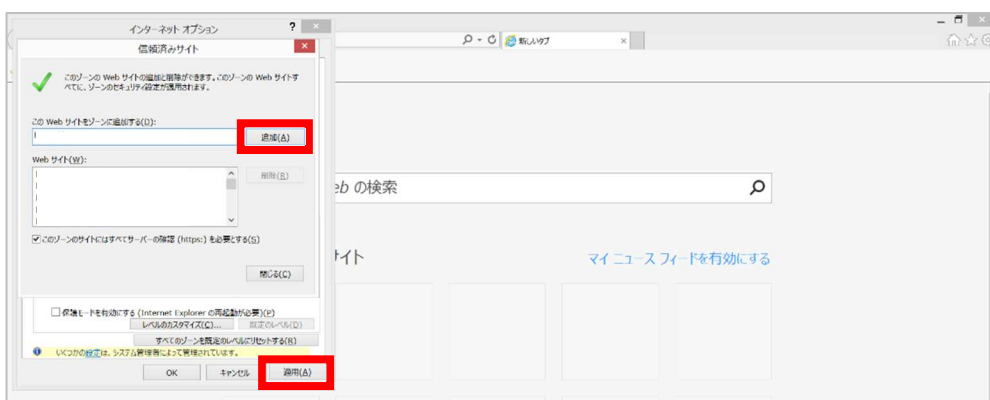 インターネット オプション
?
信頼済みサイト
新しいタブ
このゾーンの Web サイトの追加と削除ができます。このゾーンの Web サイトす
べてに、ゾーンのセキュリティ設定が適用されます。
この Web サイトをゾーンに追加する(D):
追加(A)
Web サイト(W):
削除(R)
eb の検索
このゾーンのサイトにはすべてサーバーの確認 (https:) を必要とする(S)
サイト
マイ ニュース フィードを有効にする
閉じる(C)
保護モードを有効にする (Internet Explorer の再起動が必要)(P)
レベルのカスタマイズ(C)...
既定のレベル(D)
すべてのゾーンを既定のレベルにリセットする(R)
いくつかの設定は、システム管理者によって管理されています。
OK
キャンセル
適用(A)